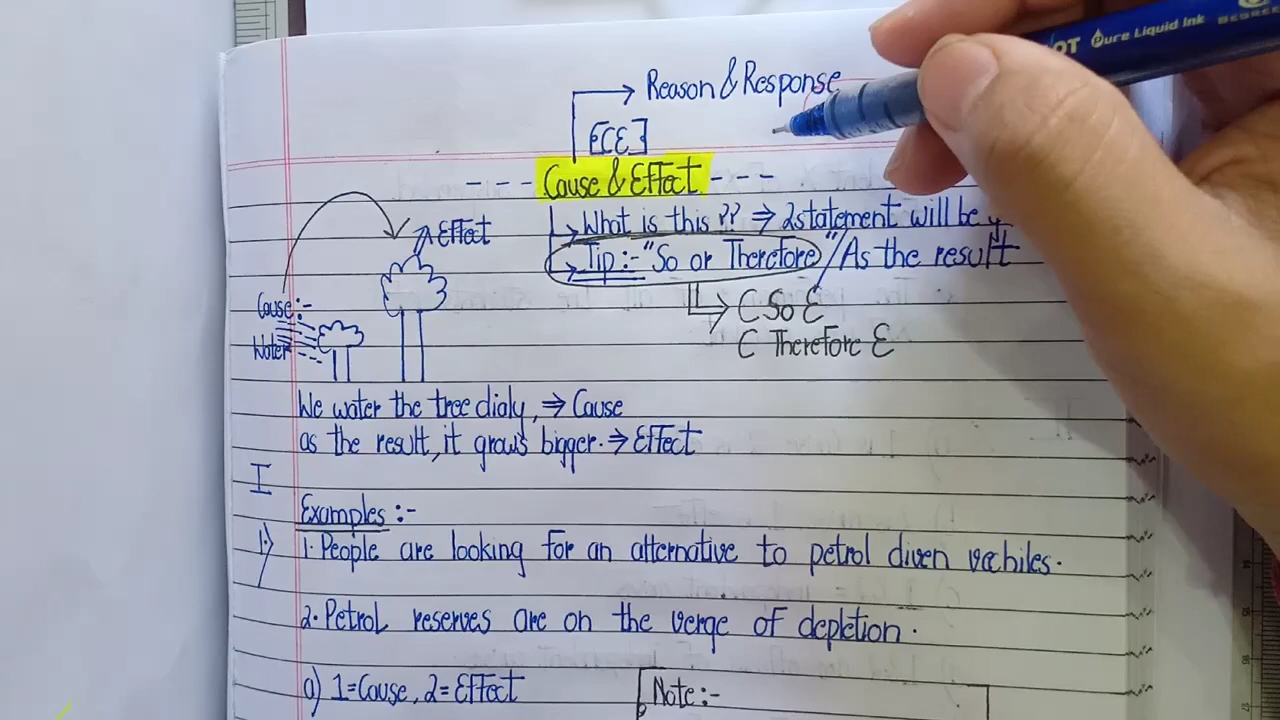 Pure Liquid Ink
Reason & Response
[CE]
--- Cause & Effect ---
What is this ?? ⇒ 2 statement will be
Tip:- "So or Therefore" / As the result
C So E
C Therefore E
Effect
Cause:-
Water
We water the tree dialy, ⇒ Cause
as the result, it grows bigger. ⇒ Effect
I
Examples:-
1. People are looking for an alternative to petrol diven vechiles.
2. Petrol reserves are on the verge of depletion.
a) 1=Cause, 2=Effect
Note:-